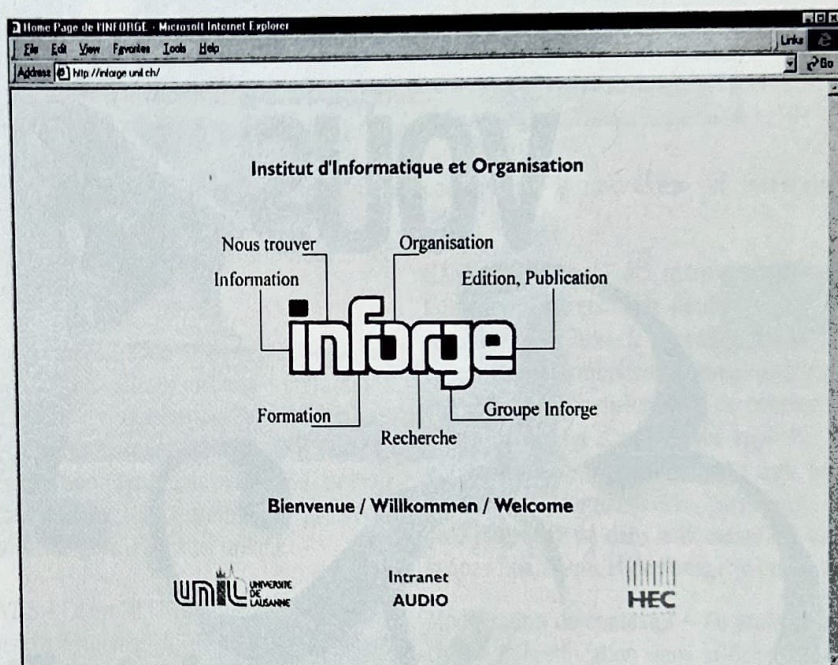 Home Page de l'INFORGE - Microsoft Internet Explorer
File Edit View Favorites Tools Help
Links
Address http://inforge.unil.ch/
Go
Institut d'Informatique et Organisation
Nous trouver
Organisation
Information
Edition, Publication
inforge
Formation
Groupe Inforge
Recherche
Bienvenue / Willkommen / Welcome
unil UNIVERSITE DE LAUSANNE
Intranet
AUDIO
HEC